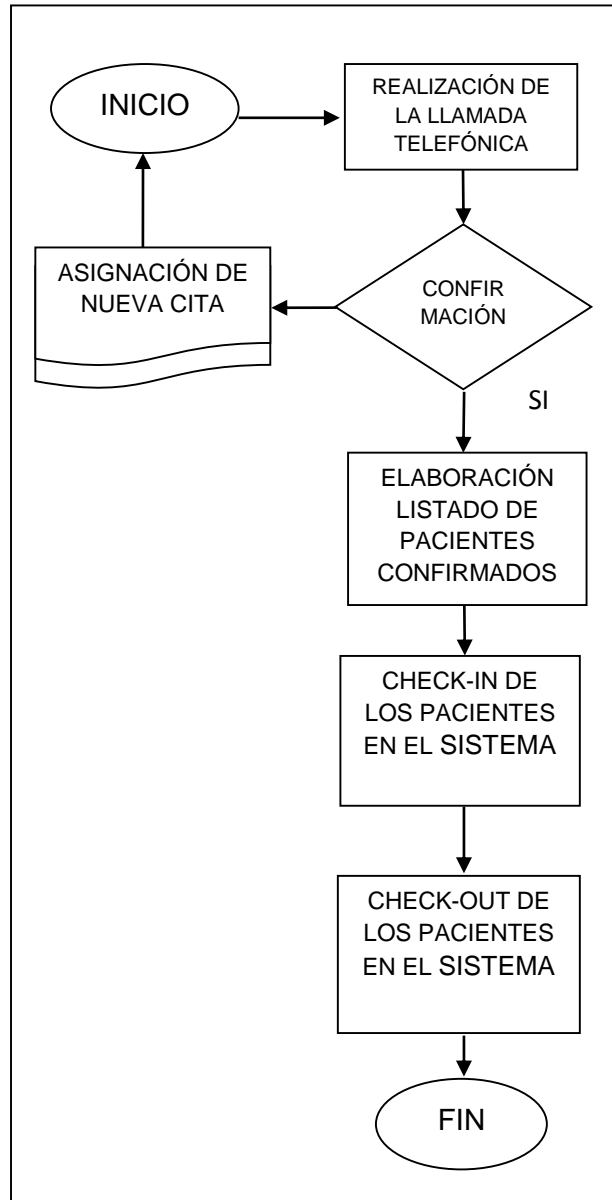 INICIO
REALIZACIÓN DE
LA LLAMADA
TELEFÓNICA
ASIGNACIÓN DE
NUEVA CITA
CONFIR
MACIÓN
SI
ELABORACIÓN
LISTADO DE
PACIENTES
CONFIRMADOS
CHECK-IN DE
LOS PACIENTES
EN EL SISTEMA
CHECK-OUT DE
LOS PACIENTES
EN EL SISTEMA
FIN